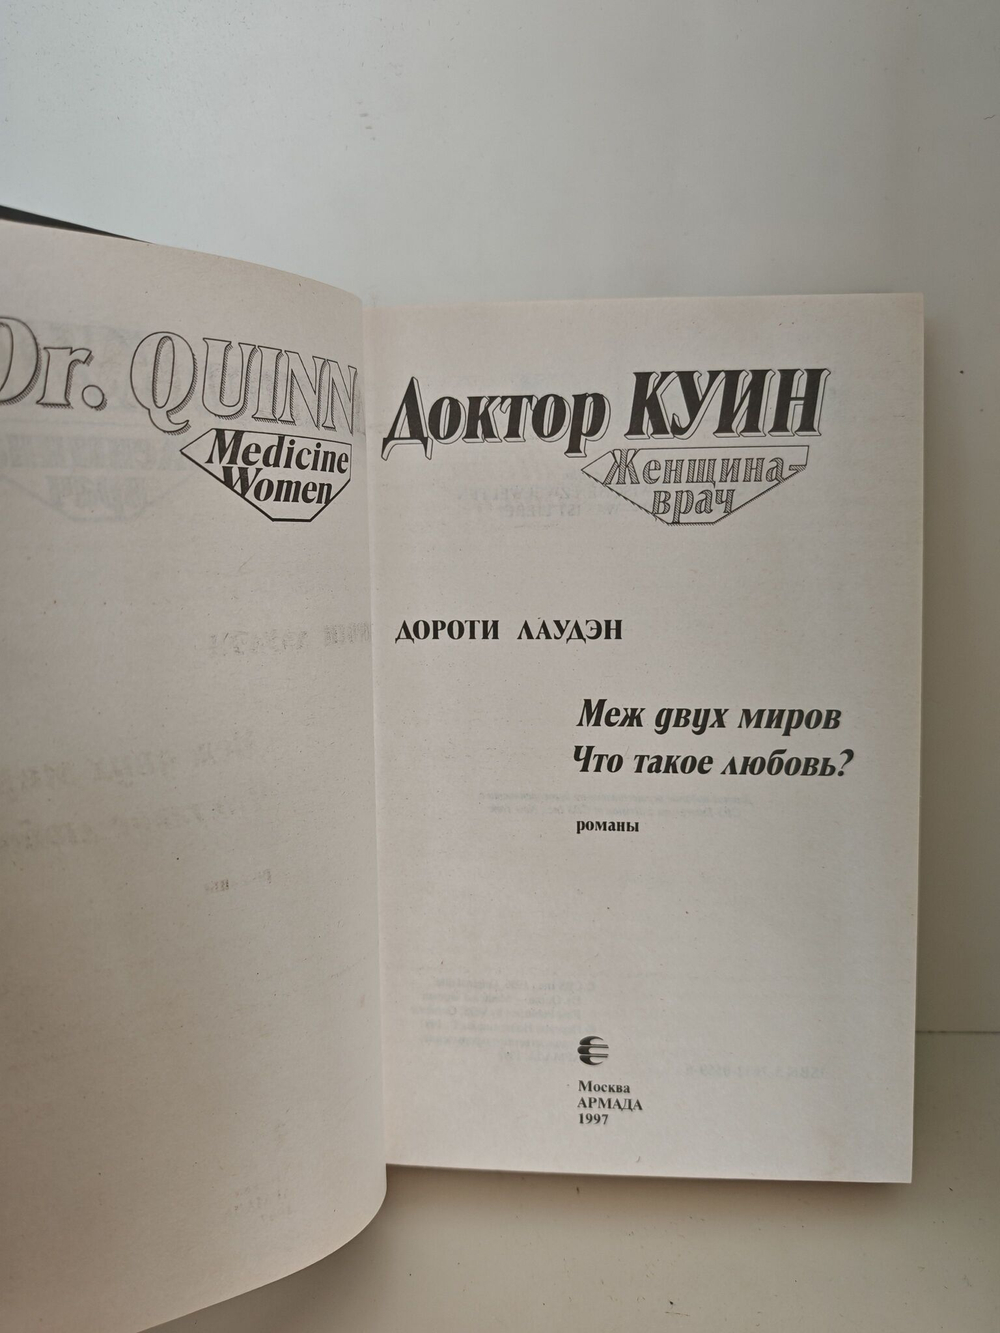 Dr. QUINN
Medicine
Women
Доктор КУИН
Женщина-
врач
ДОРОТИ ЛАУДЭН
Меж двух миров
Что такое любовь?
романы
Москва
АРМАДА
1997